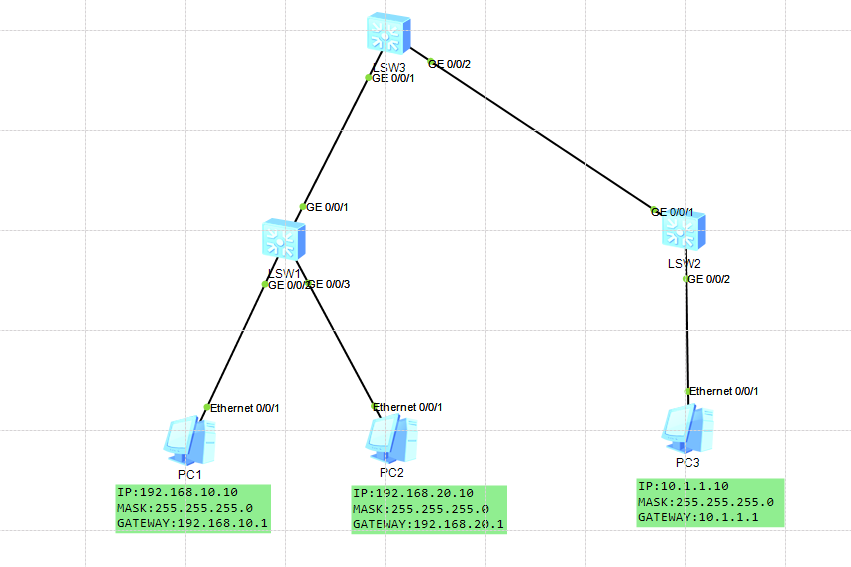 LSW3
GE 0/0/2
GE 0/0/1
GE 0/0/1
GE 0/0/1
LSW1
LSW2
GE 0/0/2
GE 0/0/3
GE 0/0/2
Ethernet 0/0/1
Ethernet 0/0/1
Ethernet 0/0/1
PC1
PC2
PC3
IP:192.168.10.10
MASK:255.255.255.0
GATEWAY:192.168.10.1
IP:192.168.20.10
MASK:255.255.255.0
GATEWAY:192.168.20.1
IP:10.1.1.10
MASK:255.255.255.0
GATEWAY:10.1.1.1